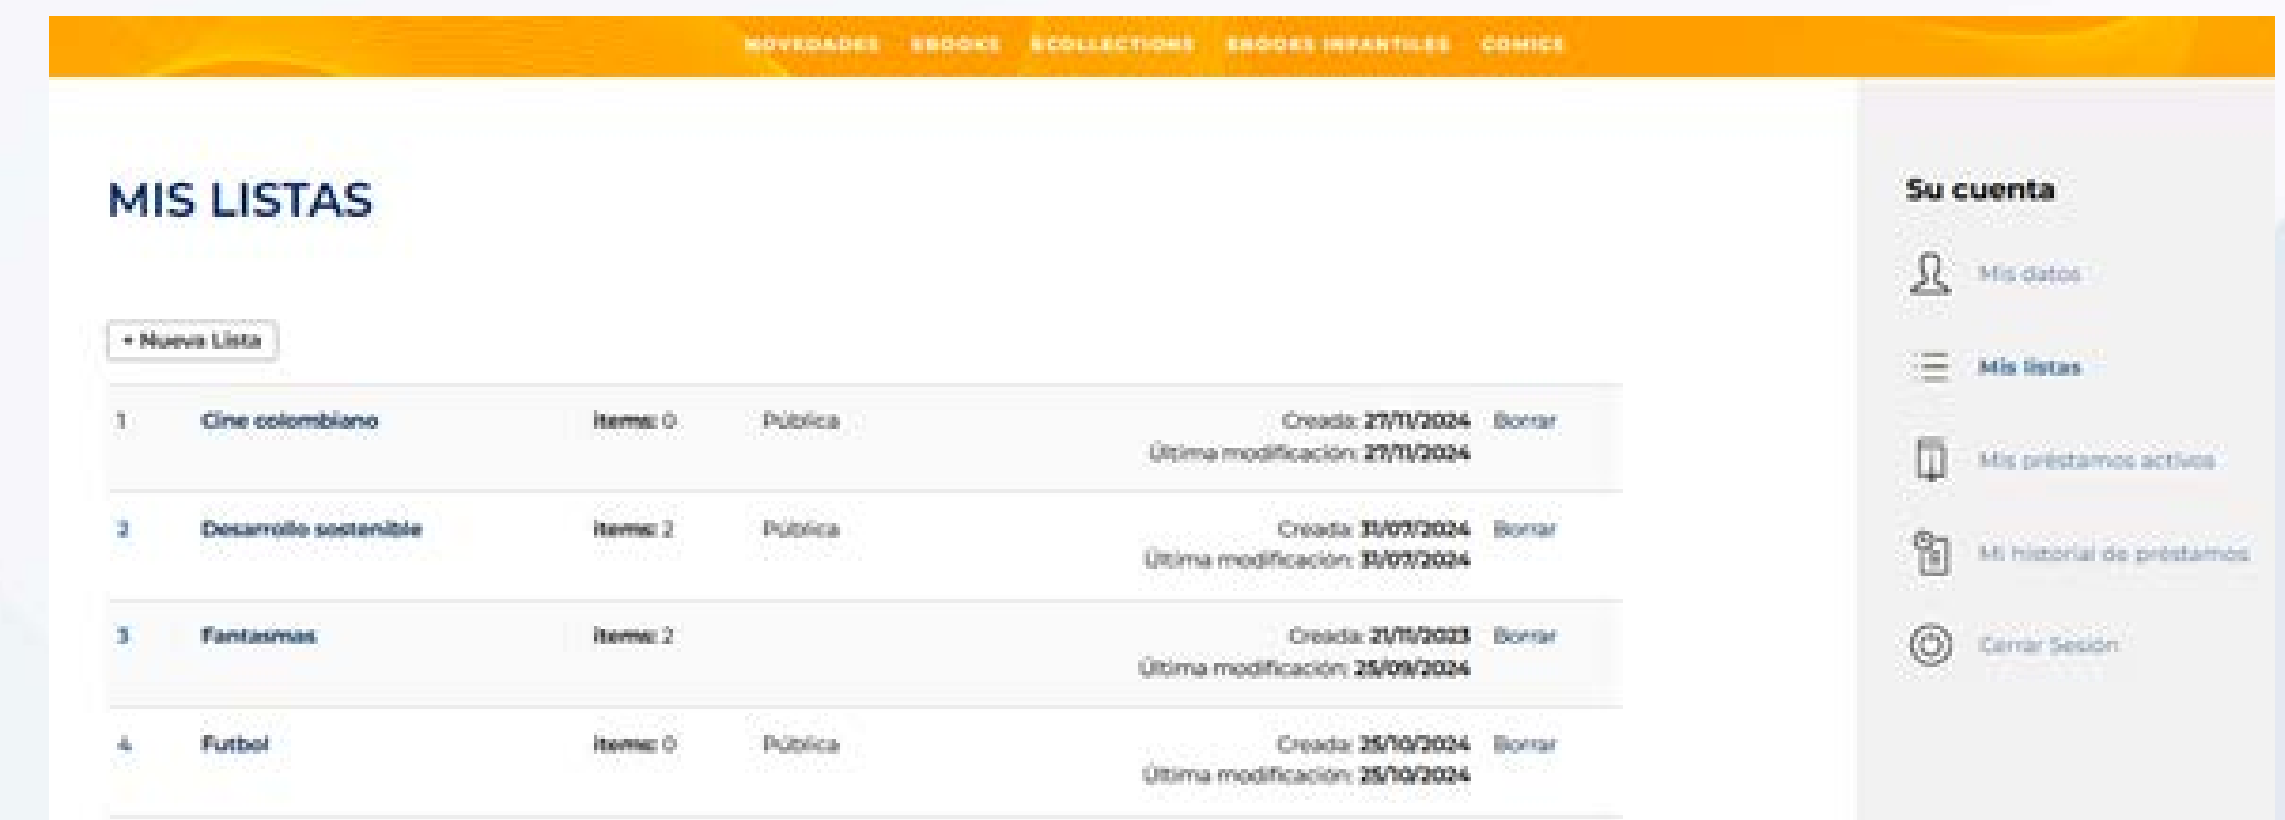 NOVEDADES EBOOKS ECOLLECTIONS EBOOKS INFANTILES COMICS
MIS LISTAS
+ Nueva Lista
1 Cine colombiano items: 0 Pública Creada: 27/11/2024 Borrar
Última modificación: 27/11/2024
2 Desarrollo sostenible items: 2 Pública Creada: 31/07/2024 Borrar
Última modificación: 31/07/2024
3 Fantasmas items: 2 Creada: 21/11/2023 Borrar
Última modificación: 25/09/2024
4 Futbol items: 0 Pública Creada: 25/10/2024 Borrar
Última modificación: 25/10/2024
Su cuenta
Mis datos
Mis listas
Mis préstamos activos
Mi historial de préstamos
Cerrar Sesión